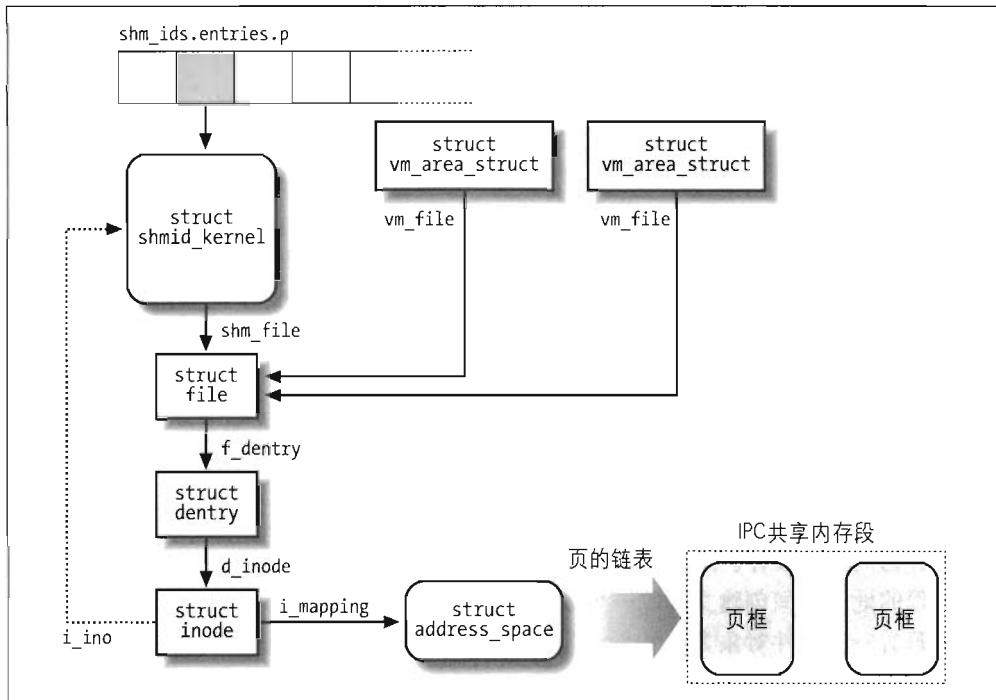 shm_ids.entries.p
struct
vm_area_struct
struct
vm_area_struct
vm_file
vm_file
struct
shmid_kernel
shm_file
struct
file
f_dentry
struct
dentry
d_inode
struct
inode
i_ino
i_mapping
struct
address_space
页的链表
IPC共享内存段
页框
页框